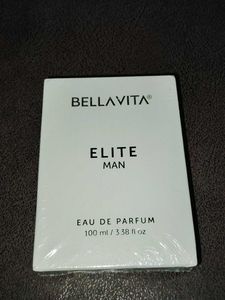 BELLAVITA®
ELITE
MAN
EAU DE PARFUM
100 ml / 3.38 fl oz